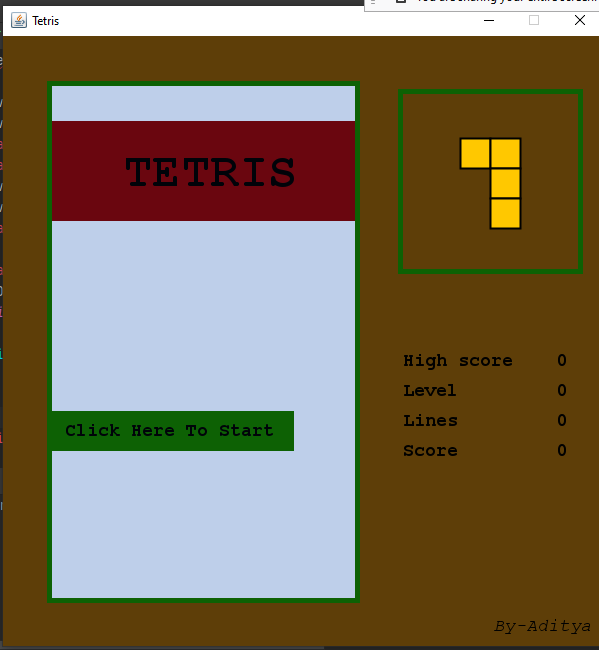 Tetris
TETRIS
High score 0
Level 0
Lines 0
Score 0
Click Here To Start
By-Aditya